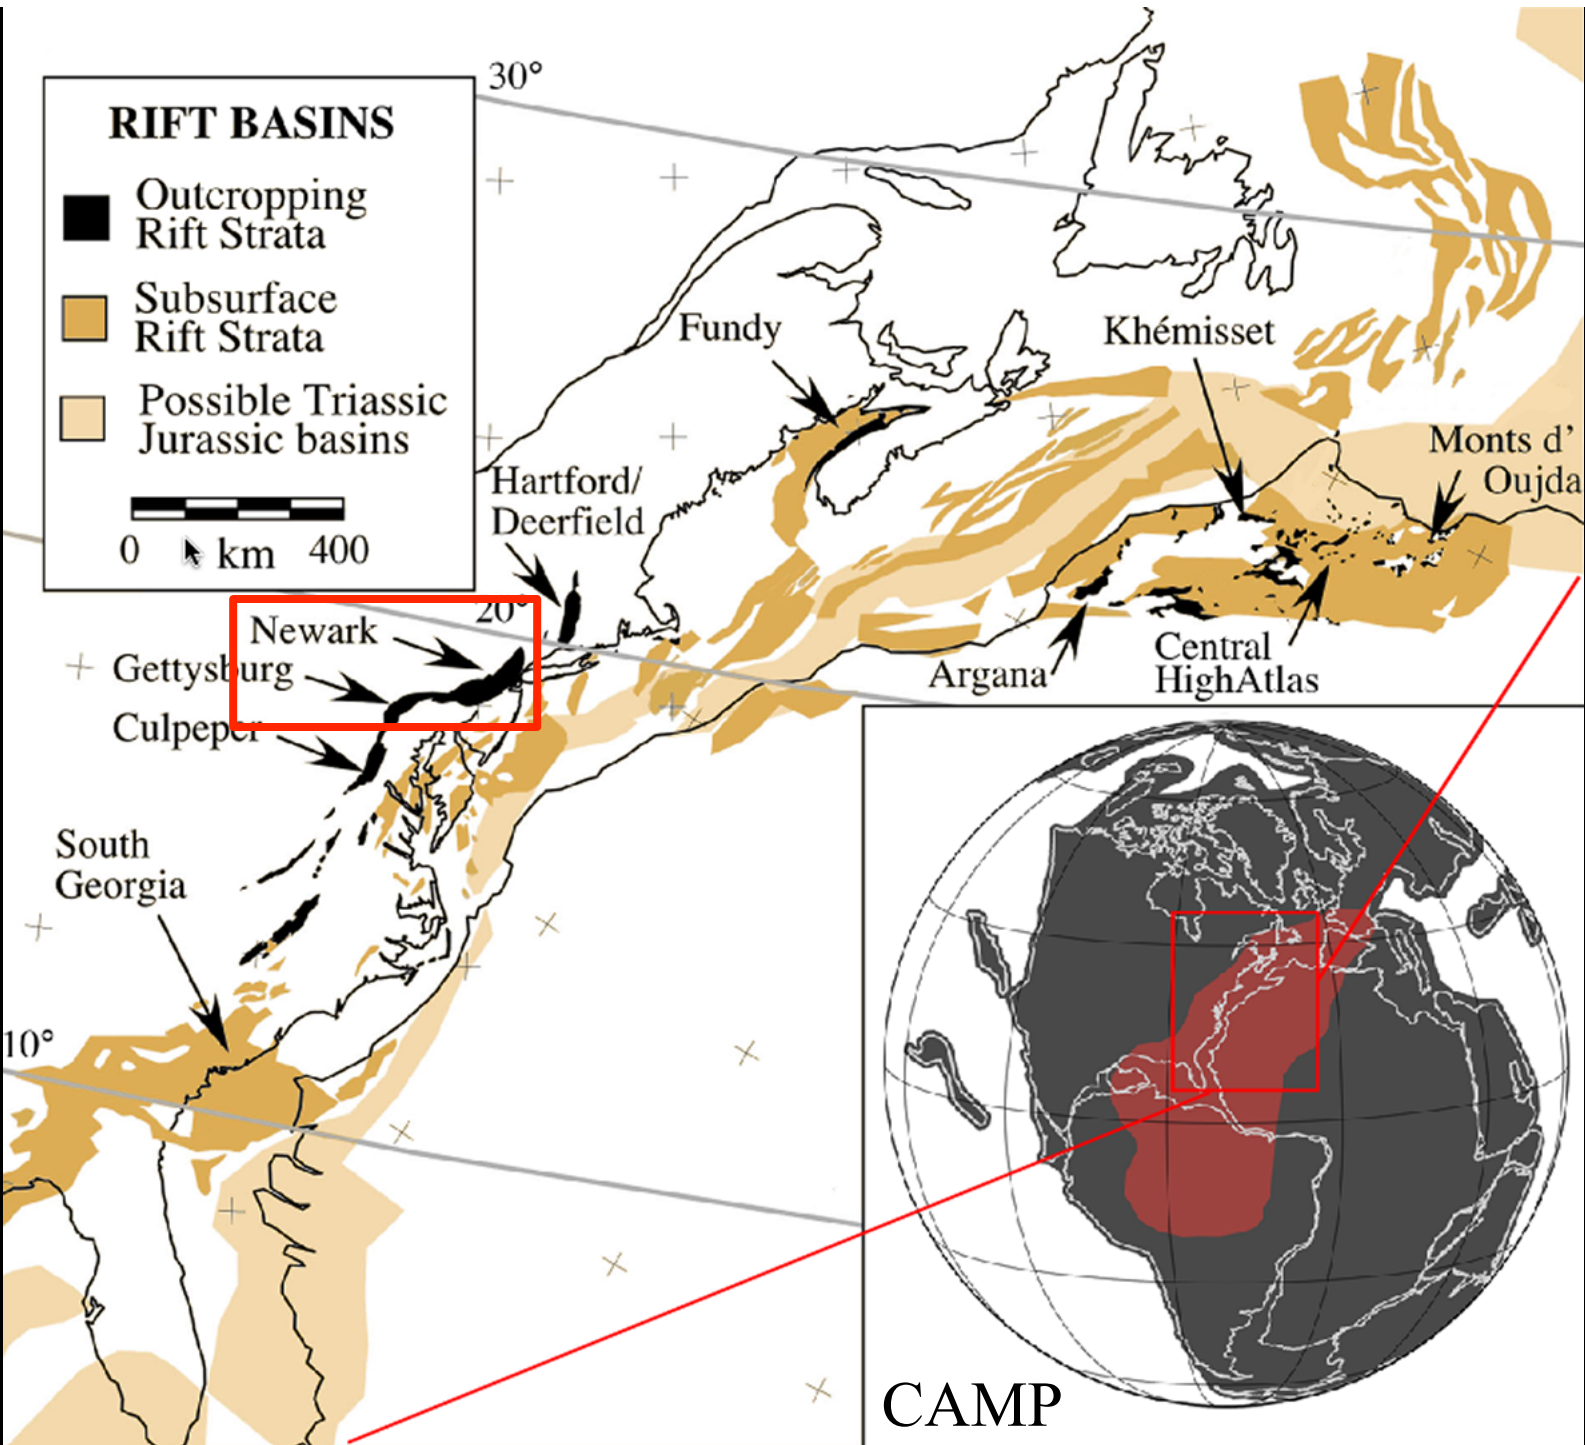 30°
RIFT BASINS
Outcropping
Rift Strata
Subsurface
Rift Strata
Possible Triassic
Jurassic basins
0 km 400
Fundy
Khémisset
Monts d'
Oujda
Hartford/
Deerfield
20°
Newark
Gettysburg
Culpeper
Argana
Central
HighAtlas
South
Georgia
10°
CAMP